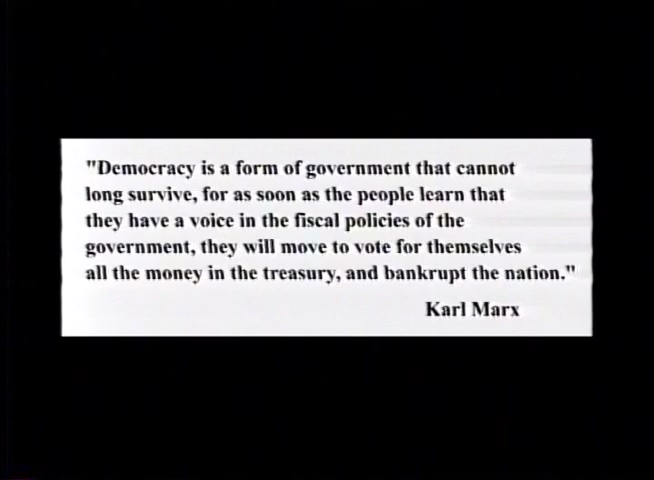 "Democracy is a form of government that cannot
long survive, for as soon as the people learn that
they have a voice in the fiscal policies of the
government, they will move to vote for themselves
all the money in the treasury, and bankrupt the nation."
Karl Marx